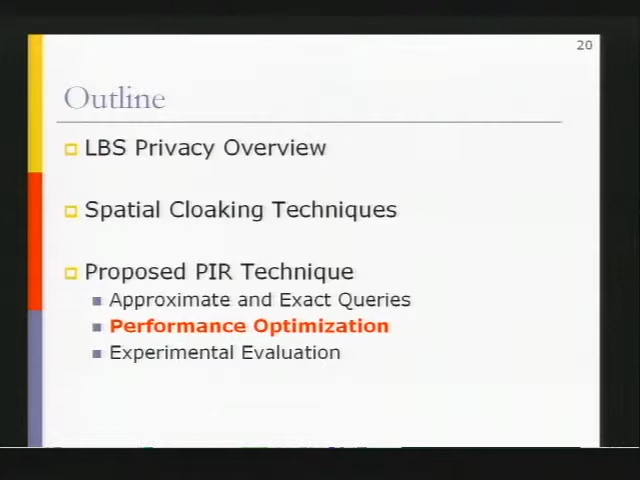 20
Outline
LBS Privacy Overview
Spatial Cloaking Techniques
Proposed PIR Technique
Approximate and Exact Queries
Performance Optimization
Experimental Evaluation